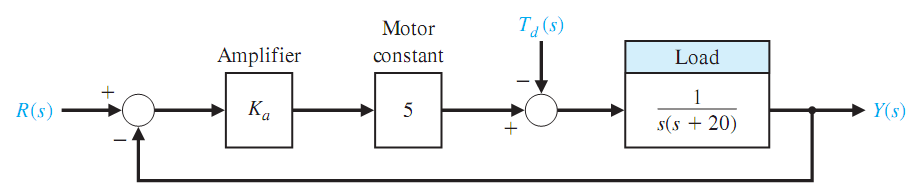 Motor
constant
T_d(s)
Amplifier
Load
R(s)
+
−
K_a
5
−
+
1
s(s + 20)
Y(s)